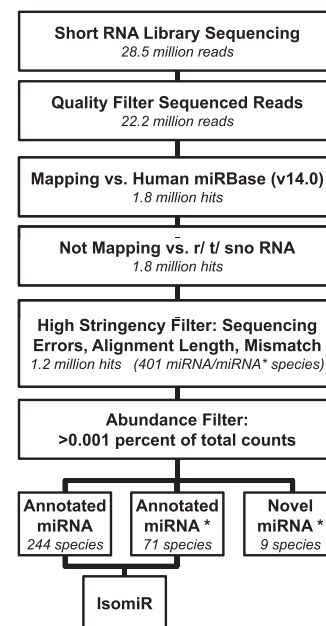 Short RNA Library Sequencing
28.5 million reads
Quality Filter Sequenced Reads
22.2 million reads
Mapping vs. Human miRBase (v14.0)
1.8 million hits
Not Mapping vs. r/ t/ sno RNA
1.8 million hits
High Stringency Filter: Sequencing
Errors, Alignment Length, Mismatch
1.2 million hits (401 miRNA/miRNA* species)
Abundance Filter:
>0.001 percent of total counts
Annotated
miRNA
244 species
Annotated
miRNA *
71 species
Novel
miRNA *
9 species
IsomiR